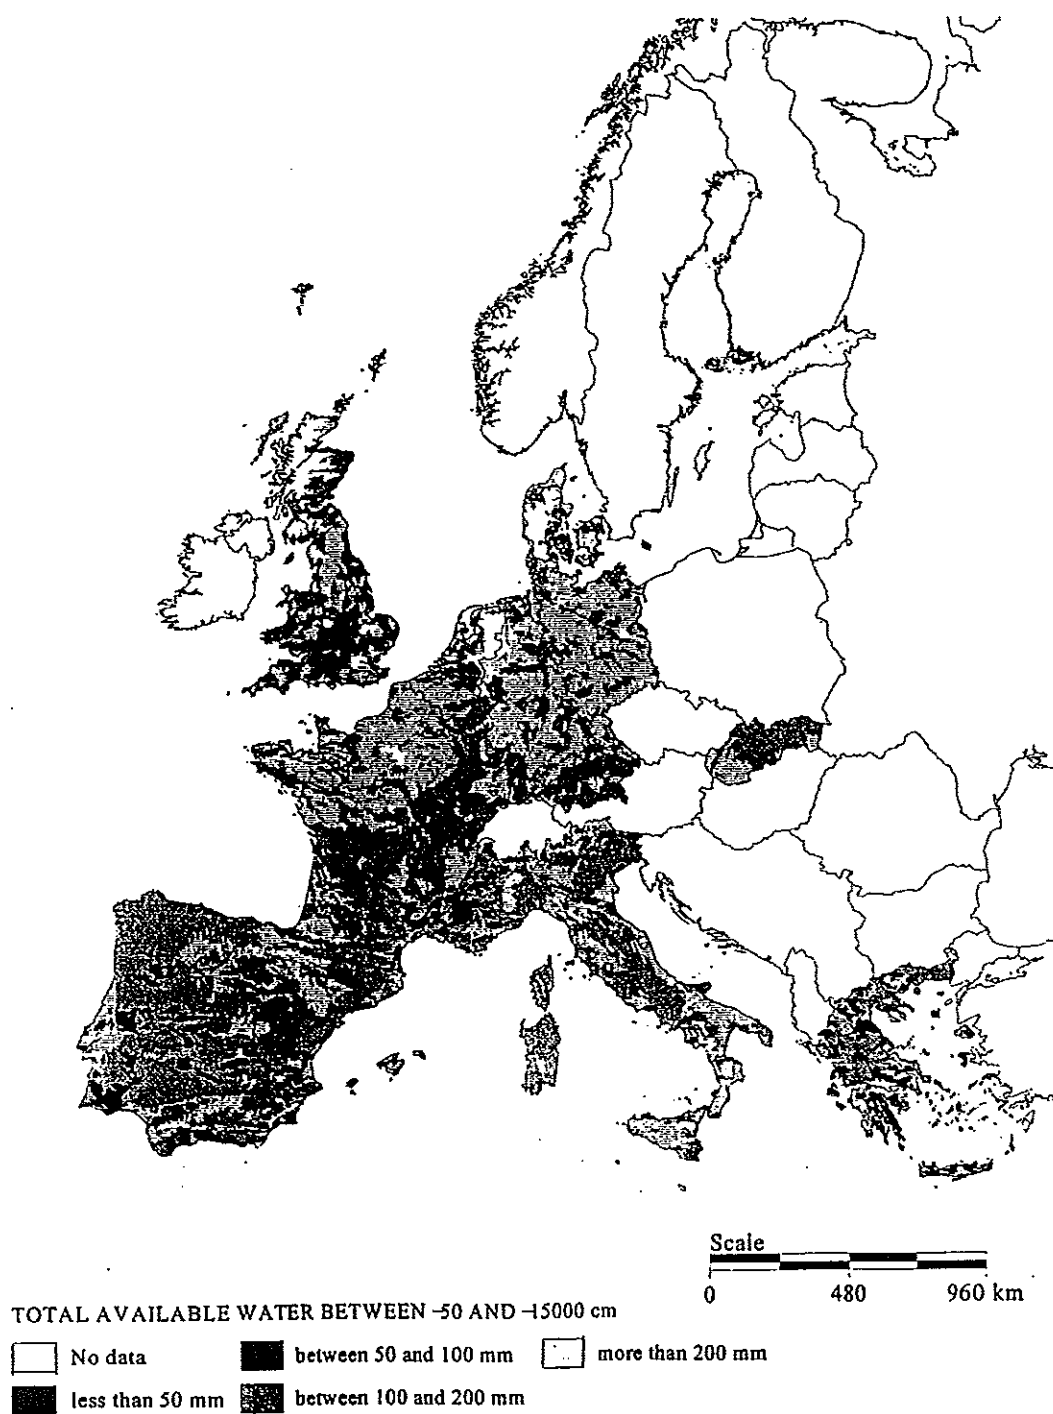 Scale
0 480 960 km
TOTAL AVAILABLE WATER BETWEEN -50 AND -15000 cm
No data between 50 and 100 mm more than 200 mm
less than 50 mm between 100 and 200 mm